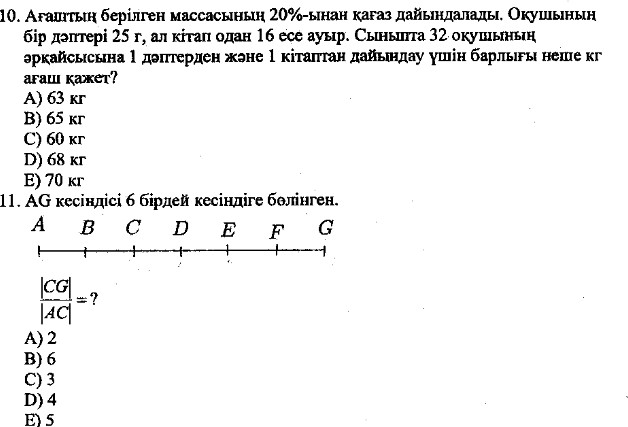 10. Ағаштың берілген массасының 20%-ынан қағаз дайындалады. Оқушының
бір дәптері 25 г, ал кітап одан 16 есе ауыр. Сыныпта 32 оқушының
әрқайсысына 1 дәптерден және 1 кітаптан дайындау үшін барлығы неше кг
ағаш қажет?
A) 63 кг
B) 65 кг
C) 60 кг
D) 68 кг
E) 70 кг
11. AG кесіндісі 6 бірдей кесіндіге бөлінген.
A B C D E F G
|CG|
/|AC| = ?
A) 2
B) 6
C) 3
D) 4
E) 5